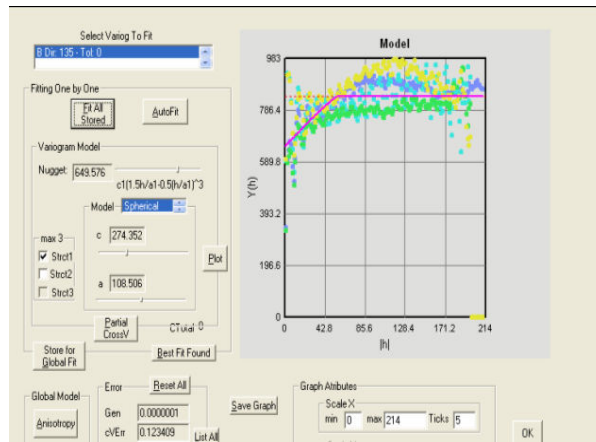 Select Variog To Fit
8 Dir: 135 - Tol: 0
Fitting One by One
Fit All Stored
AutoFit
Variogram Model
Nugget: 649.576
c1(1.5h/a1-0.5(h/a1)^3
Model Spherical
max 3
c 274.352
Strct1
Strct2
Strct3
Plot
a 108.506
Partial CrossV
CTotal 0
Store for Global Fit
Best Fit Found
Global Model
Anisotropy
Error
Reset All
Gen 0.0000001
cVErr 0.123409
List All
Save Graph
Model
983
786.4
589.8
393.2
196.6
0
Y(h)
0 42.8 85.6 128.4 171.2 214
|h|
Graph Atributes
Scale X
min 0 max 214 Ticks 5
OK